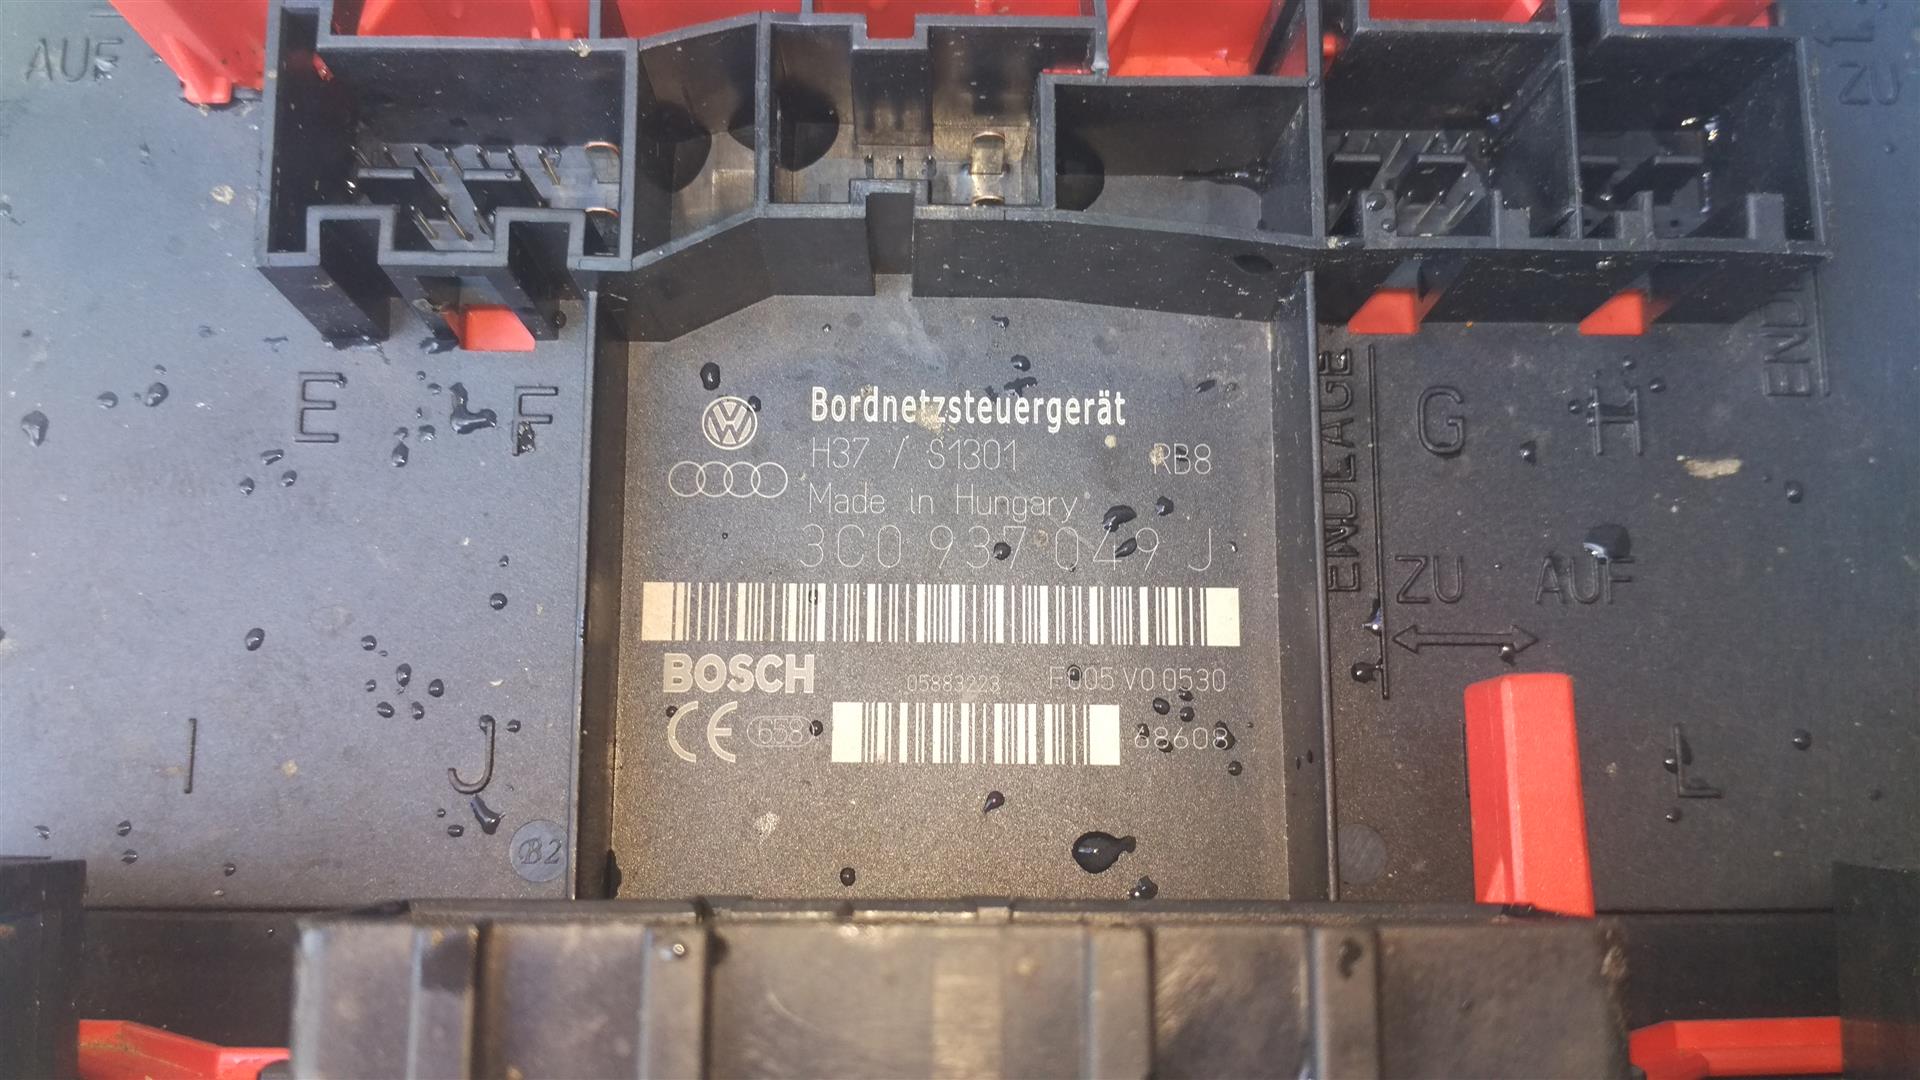 AUF
ZU
E
F
ENDLAGE
G
H
Bordnetzsteuergerät
H37 / S1301 RB8
Made in Hungary
3C0 937 049 J
ZU AUF
BOSCH 05883223 F005 V0 0530
CE 658 68608
I
J
L
B2